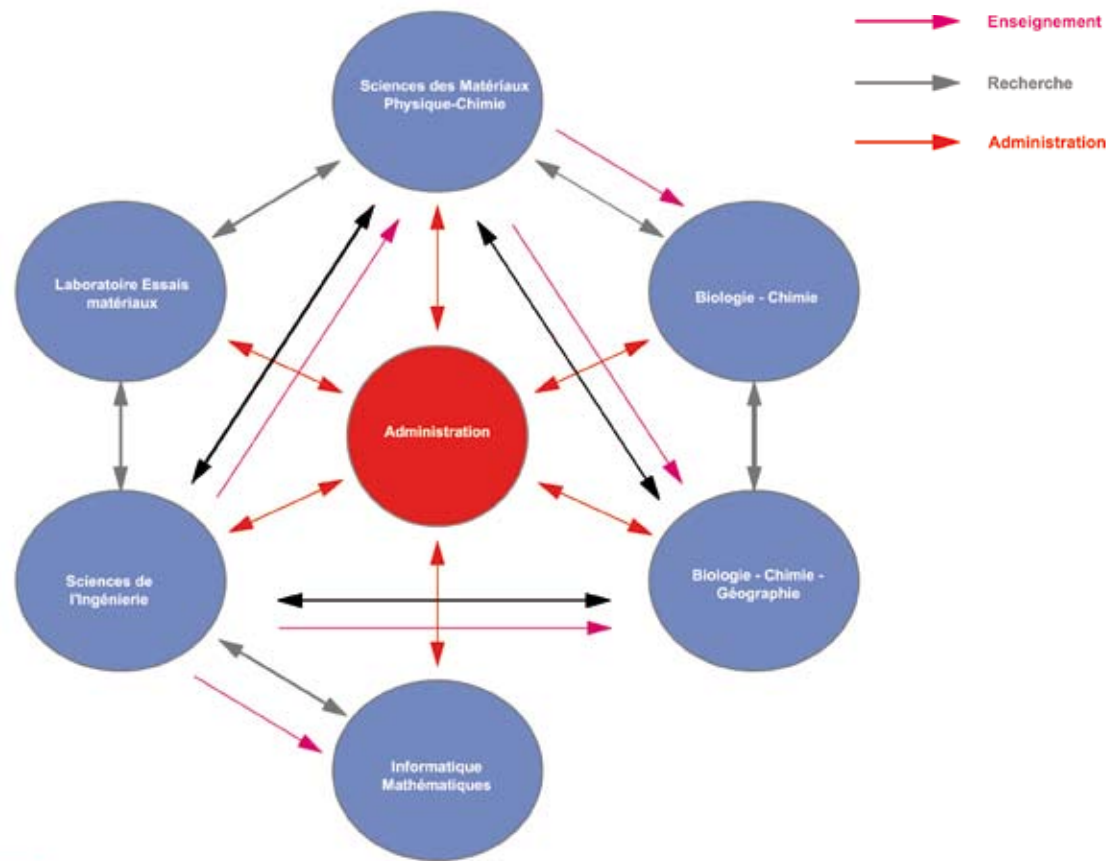 Enseignement
Recherche
Administration
Sciences des Matériaux
Physique-Chimie
Laboratoire Essais
matériaux
Biologie - Chimie
Administration
Sciences de
l'Ingénierie
Biologie - Chimie -
Géographie
Informatique
Mathématiques